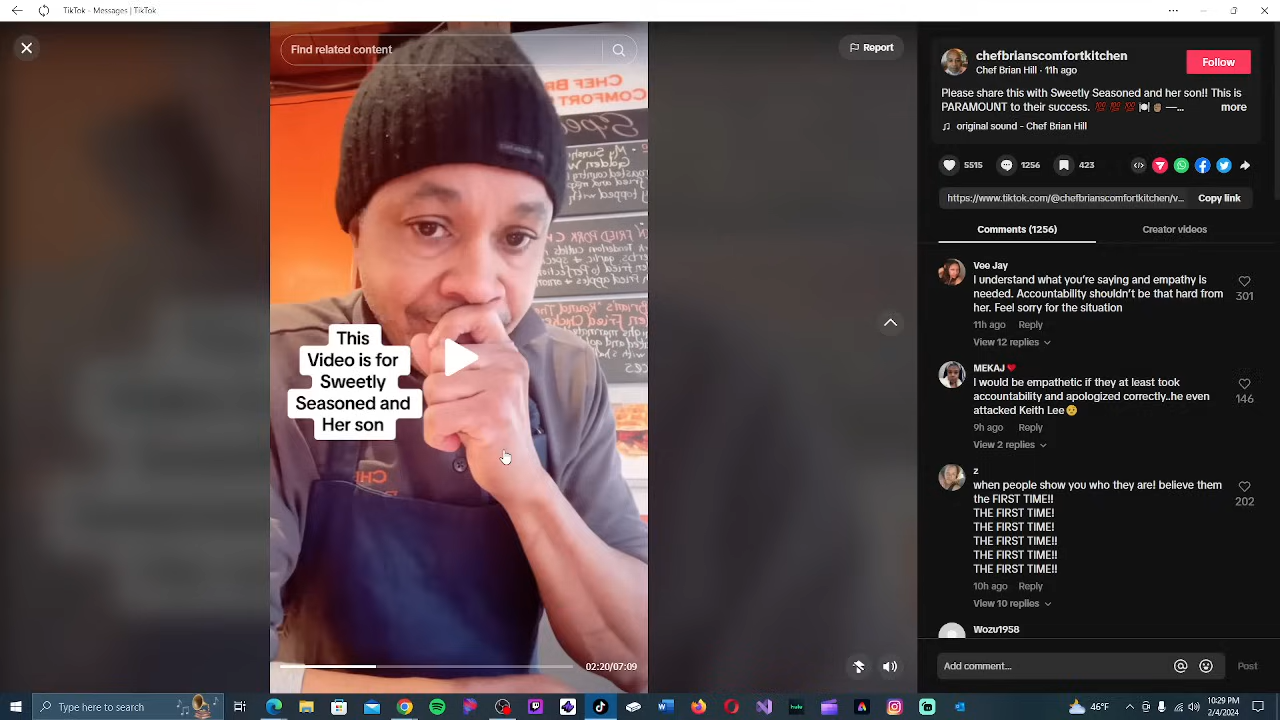 Tiktok - Messages | TikTok
Find related content
Report
CHEF BR
COMFORT
This
Video is for
Sweetly
Seasoned and
Her son
02:20/07:09
chefbrianscomfortkitchen
Chef Brian Hill · 11h ago
Follow
Please share this with Sweetly Seasoned and her son!! This is
PARAMOUNT to their success. 💯 💯 💯 🍽️ ✊🏽 —... more
♫ original sound - Chef Brian Hill
5515
1256
423
https://www.tiktok.com/@chefbrianscomfortkitchen/v...
Copy link
Comments (1256)
Creator videos
Vee Jay
I understand what you’re saying and empathy is
needed. Accountability shouldn’t be that hard from
her. Feel sorry for the situation
301
11h ago Reply
View 12 replies
MEKAJ ❤️
I would be empathetic if they at least took
accountability and apologized correctly..he even
attacked Keith Lee🥴
146
9h ago Reply
View 2 replies
z
when people show you who they are! believe them
the FIRST TIME!!
THE FIRST TIME!
THE FIRST TIME!!
THE FIRST TIME!!
THE FIRST TIME!!
THE FIRST TIME!!
202
10h ago Reply
View 10 replies
Wozu1958
Add comment...
Post
Type here to search
hulu
48°F
10:29 PM
2/4/2024